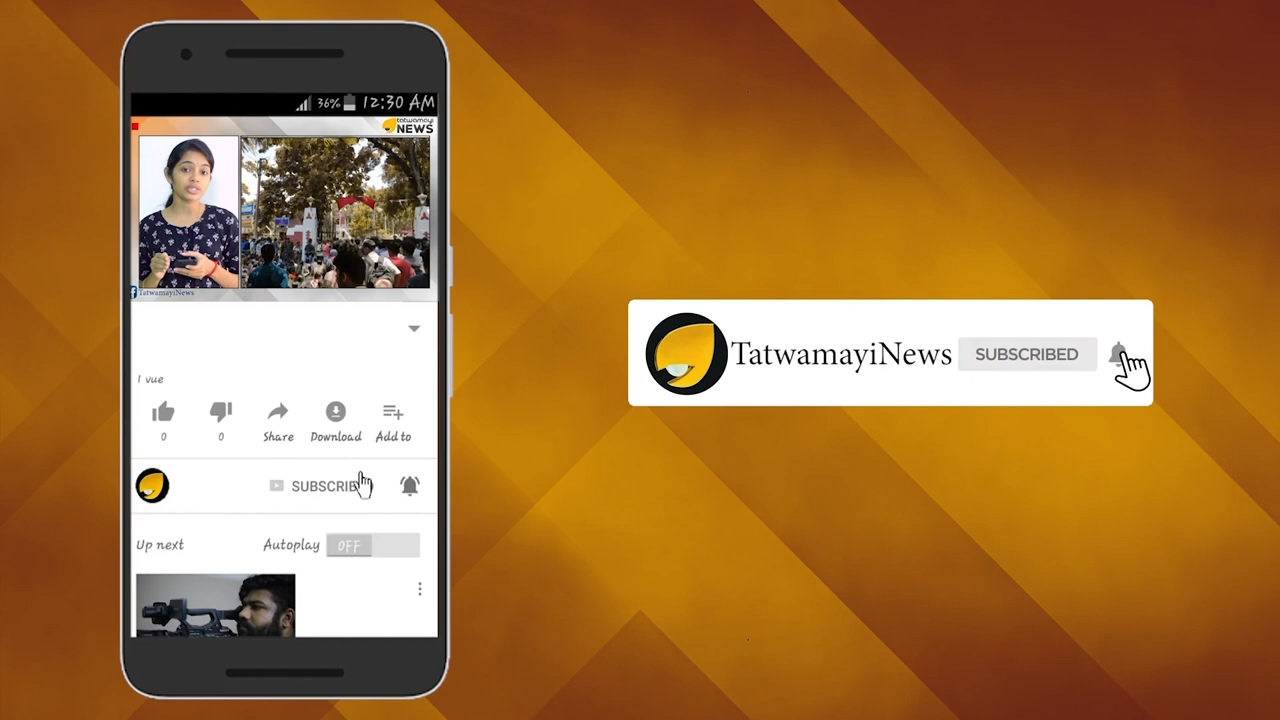 36% 12:30 AM
tatwamayi
NEWS
TatwamayiNews
1 vue
0 0 Share Download Add to
SUBSCRIBE
Up next Autoplay OFF
TatwamayiNews SUBSCRIBED